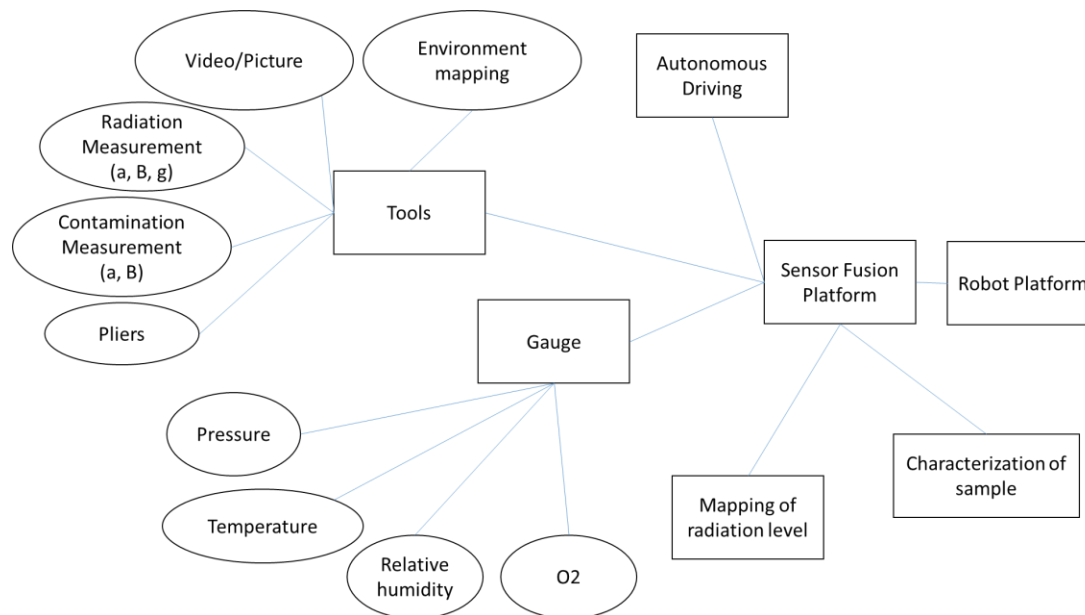 Video/Picture
Environment
mapping
Autonomous
Driving
Radiation
Measurement
(a, B, g)
Tools
Contamination
Measurement
(a, B)
Sensor Fusion
Platform
Robot Platform
Pliers
Gauge
Pressure
Characterization of
sample
Temperature
Mapping of
radiation level
Relative
humidity
O2